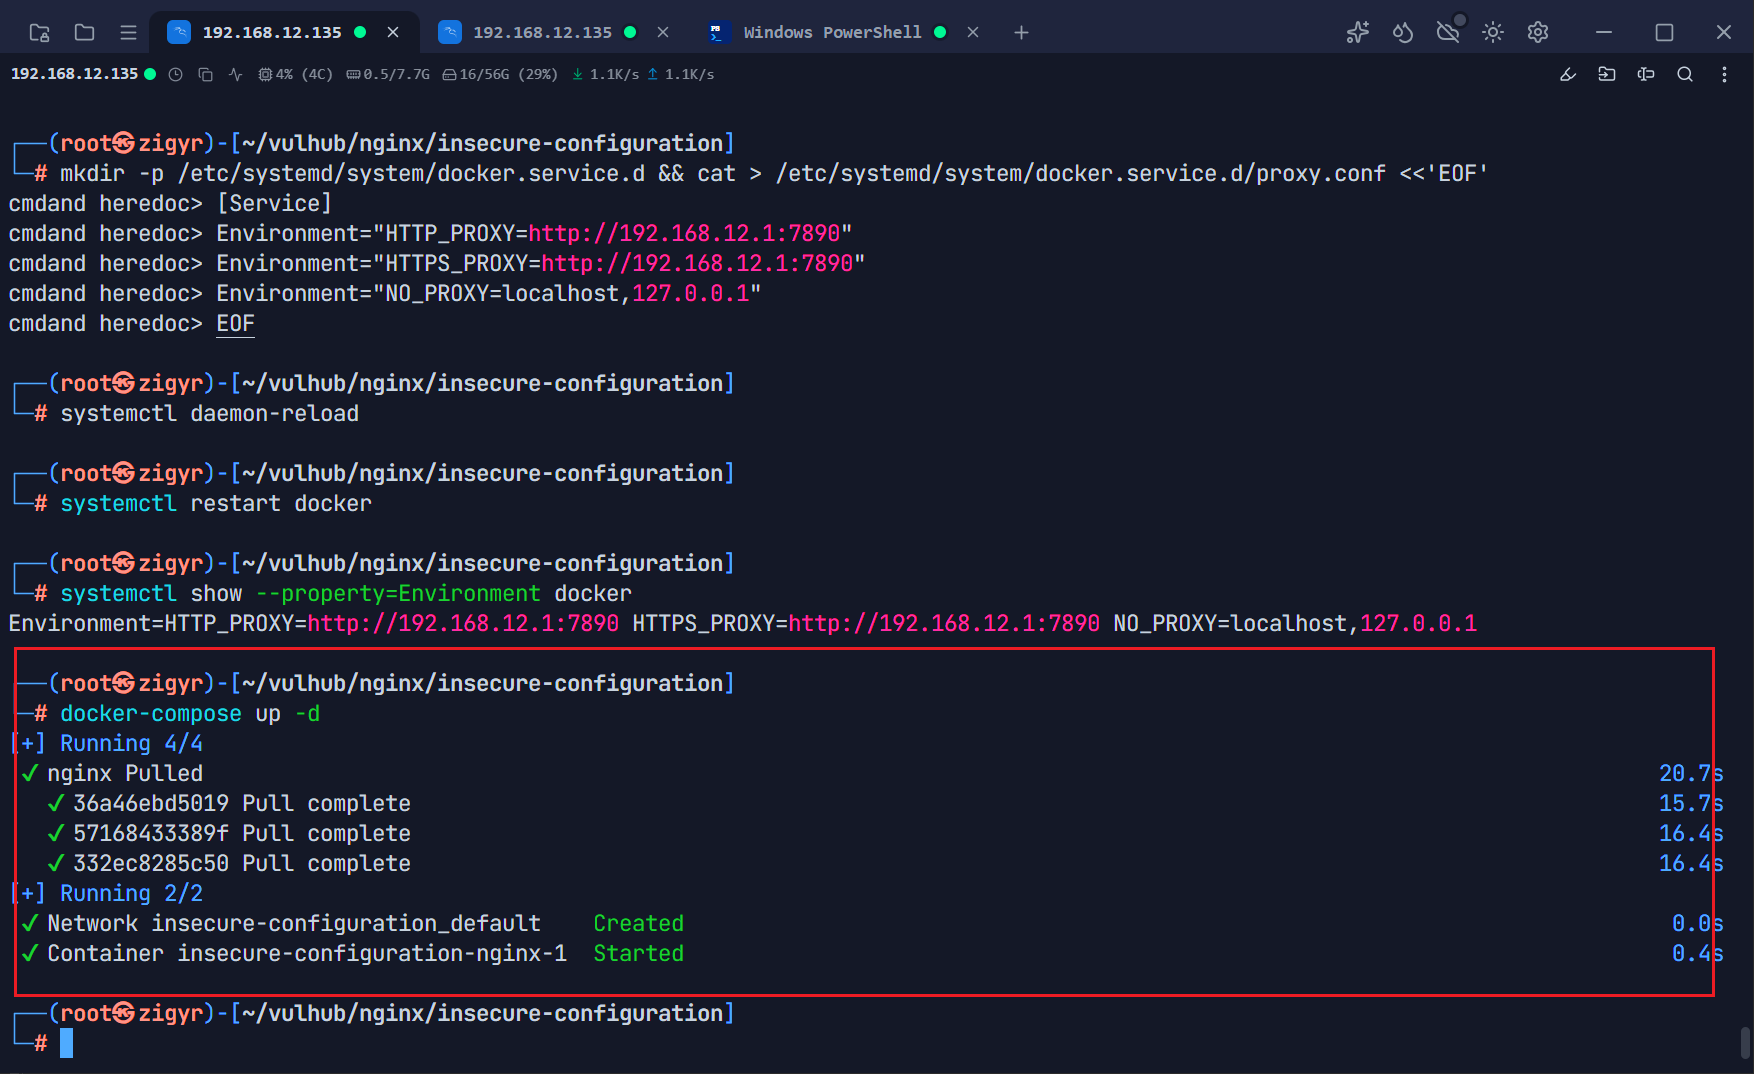 192.168.12.135
192.168.12.135
Windows PowerShell
192.168.12.135 4% (4C) 0.5/7.7G 16/56G (29%) 1.1K/s 1.1K/s
┌──(root㉿zigyr)-[~/vulhub/nginx/insecure-configuration]
└─# mkdir -p /etc/systemd/system/docker.service.d && cat > /etc/systemd/system/docker.service.d/proxy.conf <<'EOF'
cmdand heredoc> [Service]
cmdand heredoc> Environment="HTTP_PROXY=http://192.168.12.1:7890"
cmdand heredoc> Environment="HTTPS_PROXY=http://192.168.12.1:7890"
cmdand heredoc> Environment="NO_PROXY=localhost,127.0.0.1"
cmdand heredoc> EOF
┌──(root㉿zigyr)-[~/vulhub/nginx/insecure-configuration]
└─# systemctl daemon-reload
┌──(root㉿zigyr)-[~/vulhub/nginx/insecure-configuration]
└─# systemctl restart docker
┌──(root㉿zigyr)-[~/vulhub/nginx/insecure-configuration]
└─# systemctl show --property=Environment docker
Environment=HTTP_PROXY=http://192.168.12.1:7890 HTTPS_PROXY=http://192.168.12.1:7890 NO_PROXY=localhost,127.0.0.1
┌──(root㉿zigyr)-[~/vulhub/nginx/insecure-configuration]
└─# docker-compose up -d
[+] Running 4/4
✔ nginx Pulled 20.7s
✔ 36a46ebd5019 Pull complete 15.7s
✔ 57168433389f Pull complete 16.4s
✔ 332ec8285c50 Pull complete 16.4s
[+] Running 2/2
✔ Network insecure-configuration_default Created 0.0s
✔ Container insecure-configuration-nginx-1 Started 0.4s
┌──(root㉿zigyr)-[~/vulhub/nginx/insecure-configuration]
└─#